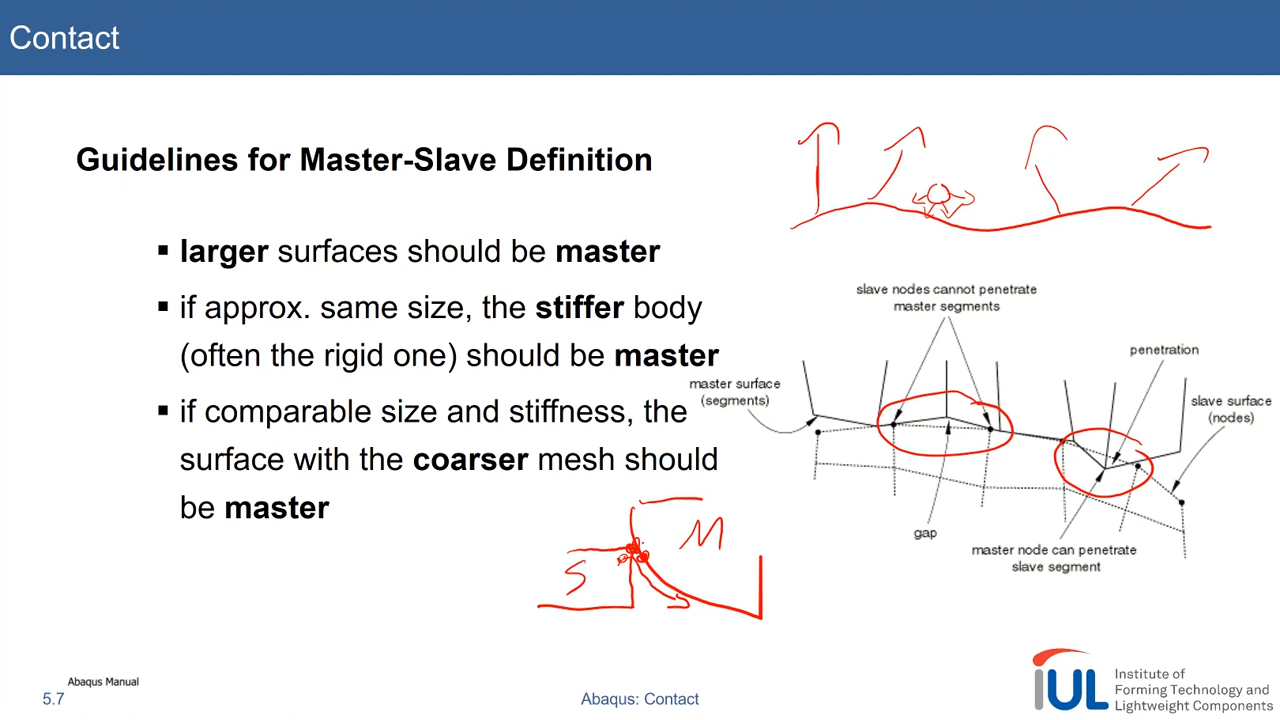 Contact
Guidelines for Master-Slave Definition
▪ larger surfaces should be master
▪ if approx. same size, the stiffer body
(often the rigid one) should be master
▪ if comparable size and stiffness, the
surface with the coarser mesh should
be master
slave nodes cannot penetrate
master segments
penetration
master surface
(segments)
slave surface
(nodes)
gap
master node can penetrate
slave segment
M
S
Abaqus Manual
5.7
Abaqus: Contact
IUL
Institute of
Forming Technology and
Lightweight Components